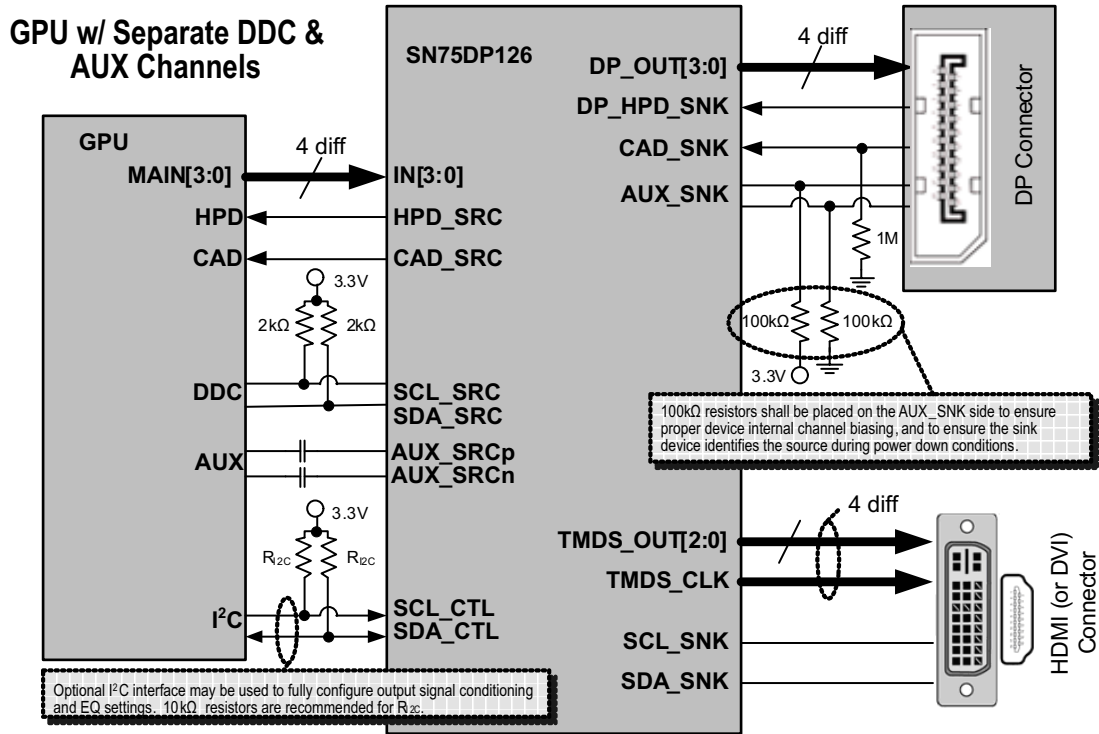 GPU w/ Separate DDC &
AUX Channels
GPU
MAIN[3:0]
HPD
CAD
DDC
AUX
I²C
4 diff
3.3V
2kΩ
2kΩ
3.3V
R_I2C
R_I2C
SN75DP126
IN[3:0]
HPD_SRC
CAD_SRC
SCL_SRC
SDA_SRC
AUX_SRCp
AUX_SRCn
SCL_CTL
SDA_CTL
DP_OUT[3:0]
DP_HPD_SNK
CAD_SNK
AUX_SNK
TMDS_OUT[2:0]
TMDS_CLK
SCL_SNK
SDA_SNK
4 diff
1M
100kΩ
100kΩ
3.3V
DP Connector
100kΩ resistors shall be placed on the AUX_SNK side to ensure
proper device internal channel biasing, and to ensure the sink
device identifies the source during power down conditions.
4 diff
HDMI (or DVI)
Connector
Optional I²C interface may be used to fully configure output signal conditioning
and EQ settings. 10kΩ resistors are recommended for R_I2C.